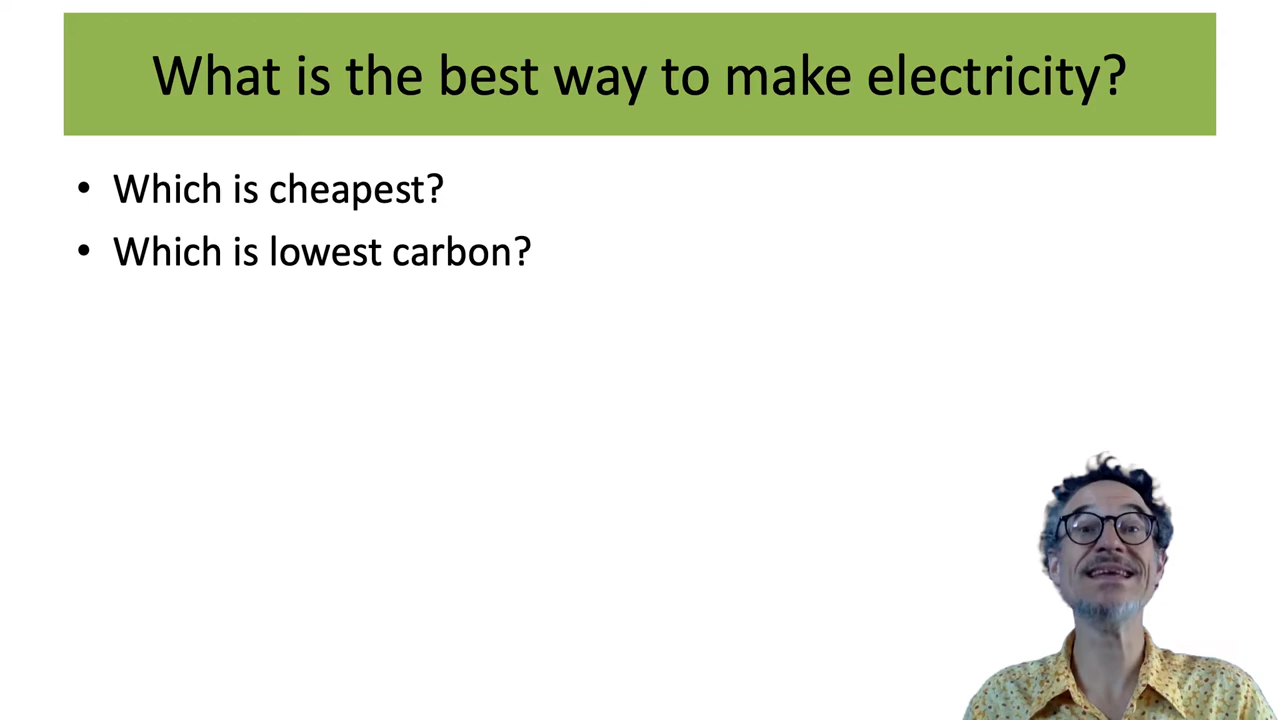 What is the best way to make electricity?
• Which is cheapest?
• Which is lowest carbon?